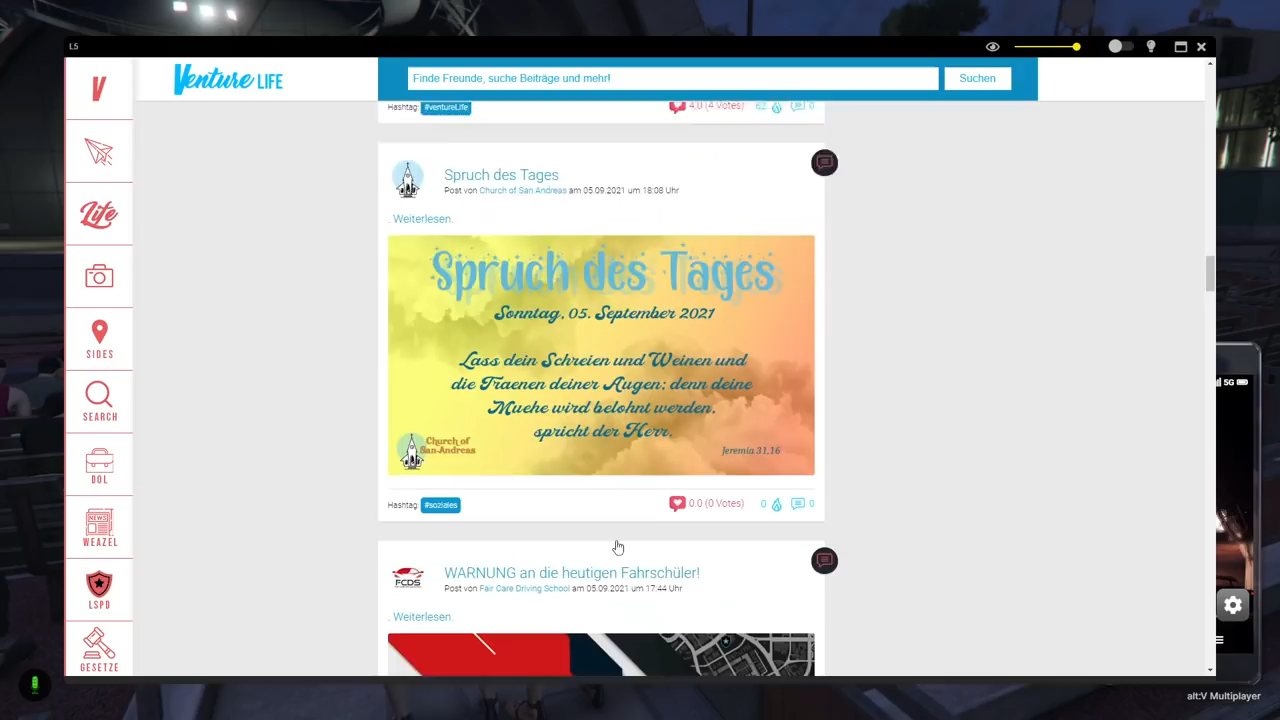 L5
V
Venture LIFE
Finde Freunde, suche Beiträge und mehr!
Suchen
Hashtag: #ventureLife
4.0 (4 Votes) 62 0
Life
SIDES
SEARCH
DOL
NEWS
WEAZEL
LSPD
GESETZE
Spruch des Tages
Post von Church of San Andreas am 05.09.2021 um 18:08 Uhr
. Weiterlesen.
Spruch des Tages
Sonntag, 05. September 2021
Lass dein Schreien und Weinen und
die Traenen deiner Augen; denn deine
Muehe wird belohnt werden,
spricht der Herr.
Church of
San-Andreas
Jeremia 31,16
Hashtag: #soziales
0.0 (0 Votes) 0 0
FCDS
WARNUNG an die heutigen Fahrschüler!
Post von Fair Care Driving School am 05.09.2021 um 17:44 Uhr
. Weiterlesen.
5G
alt:V Multiplayer